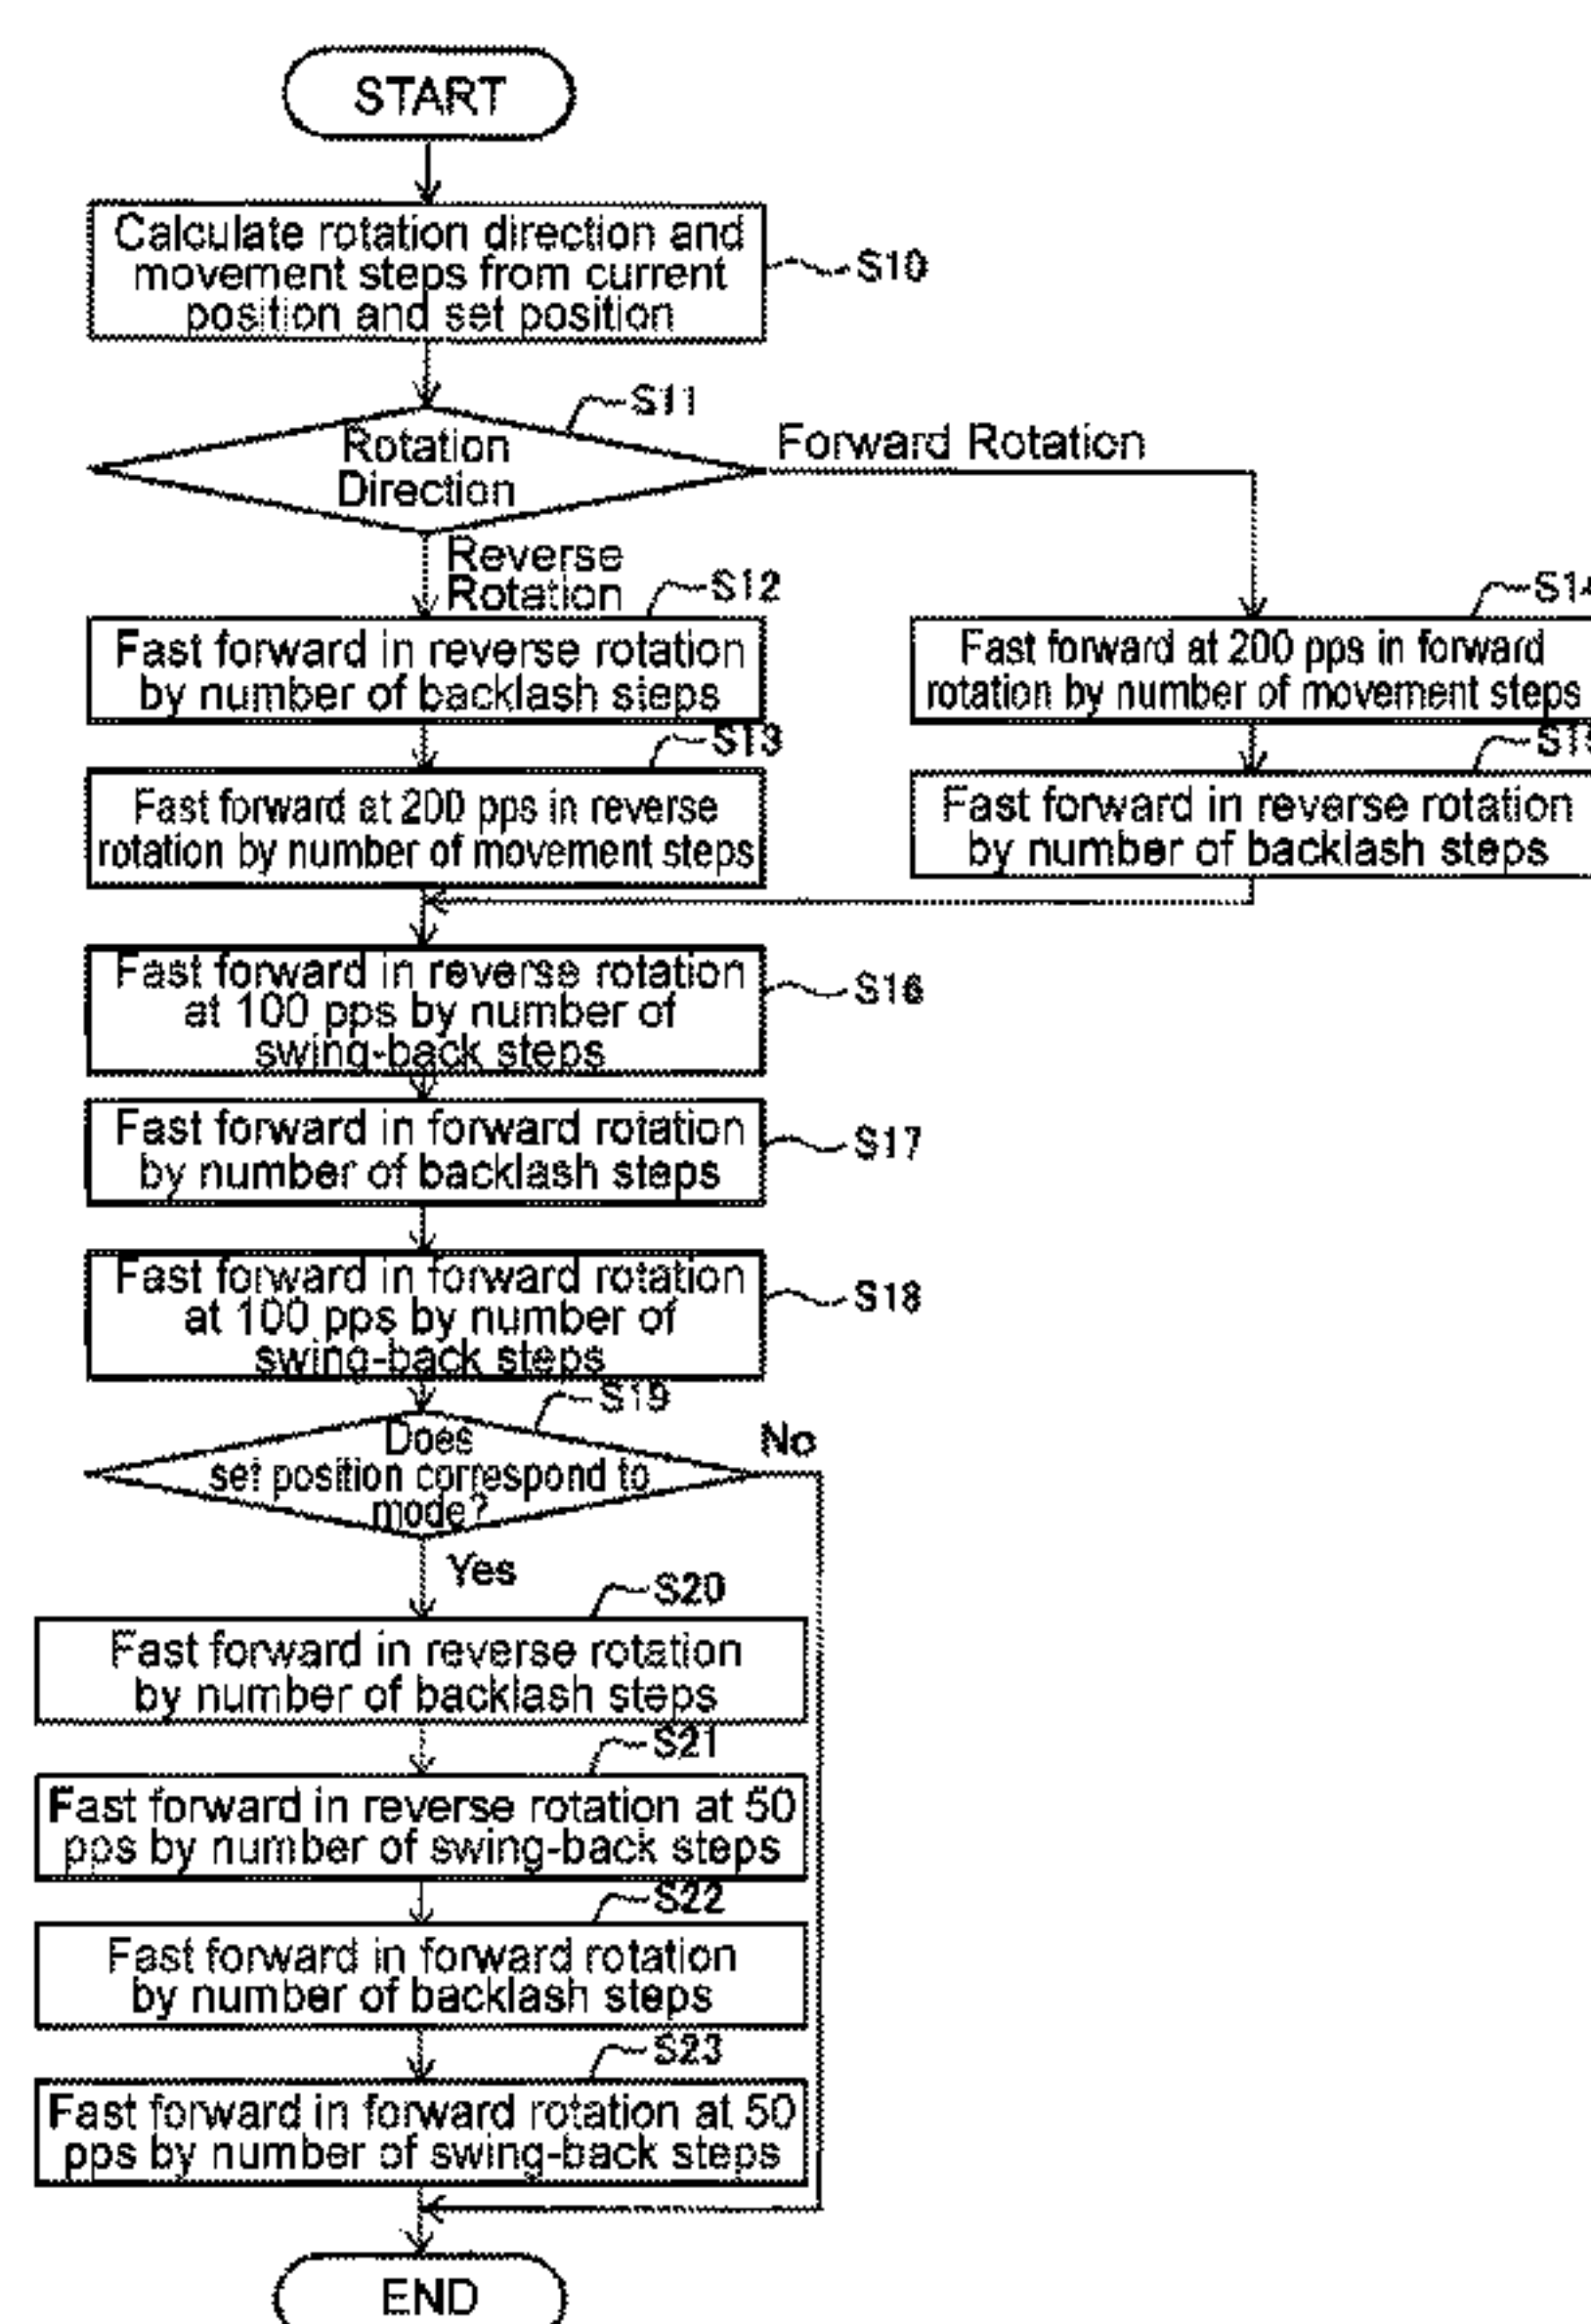 START
Calculate rotation direction and
movement steps from current
position and set position
S10
S11
Rotation
Direction
Forward Rotation
Reverse
Rotation
S12
Fast forward in reverse rotation
by number of backlash steps
Fast forward at 200 pps in forward
rotation by number of movement steps
S13
Fast forward at 200 pps in reverse
rotation by number of movement steps
Fast forward in reverse rotation
by number of backlash steps
Fast forward in reverse rotation
at 100 pps by number of
swing-back steps
S16
Fast forward in forward rotation
by number of backlash steps
S17
Fast forward in forward rotation
at 100 pps by number of
swing-back steps
S18
S19
Does
set position correspond to
mode?
No
Yes
S20
Fast forward in reverse rotation
by number of backlash steps
S21
Fast forward in reverse rotation at 50
pps by number of swing-back steps
S22
Fast forward in forward rotation
by number of backlash steps
S23
Fast forward in forward rotation at 50
pps by number of swing-back steps
END